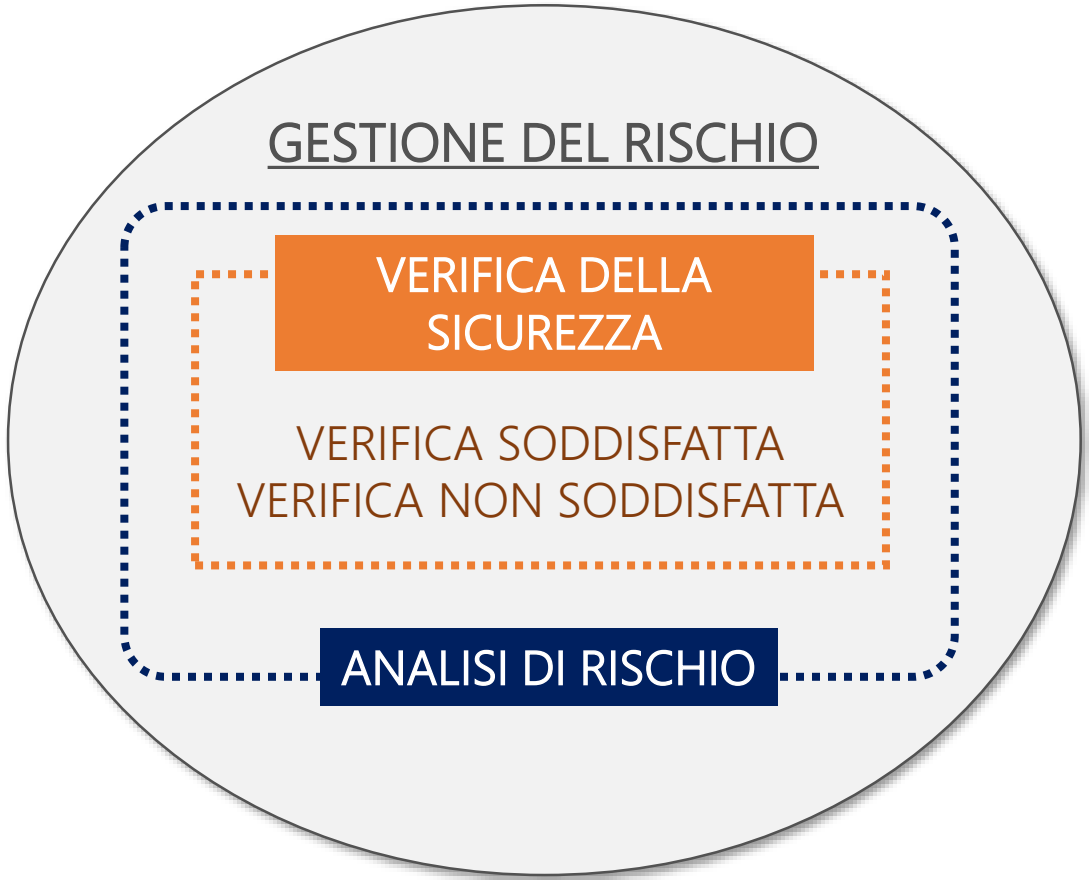 GESTIONE DEL RISCHIO
VERIFICA DELLA
SICUREZZA
VERIFICA SODDISFATTA
VERIFICA NON SODDISFATTA
ANALISI DI RISCHIO